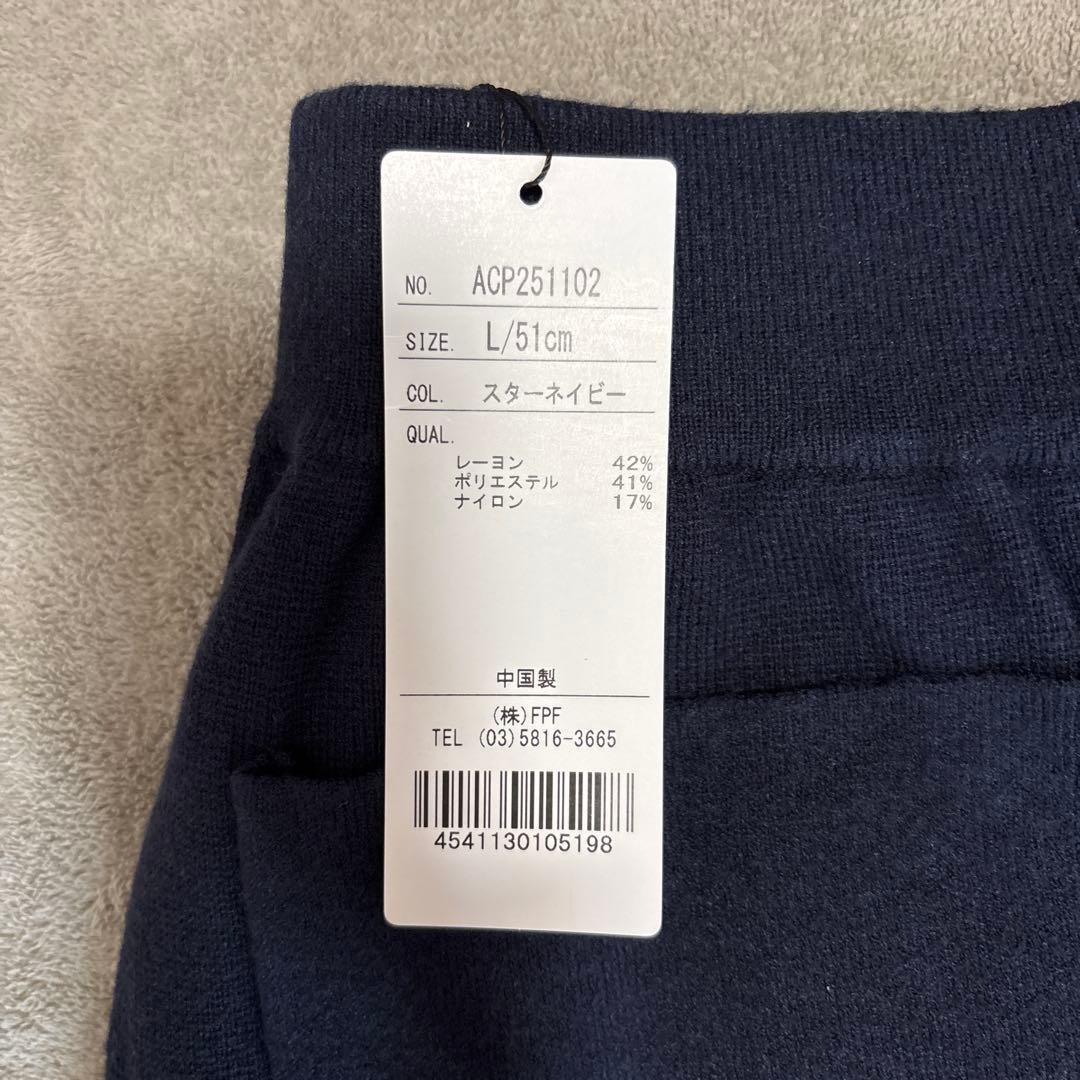 NO. ACP251102
SIZE. L/51cm
COL. スターネイビー
QUAL.
レーヨン 42%
ポリエステル 41%
ナイロン 17%
中国製
(株)FPF
TEL (03)5816-3665
4541130105198